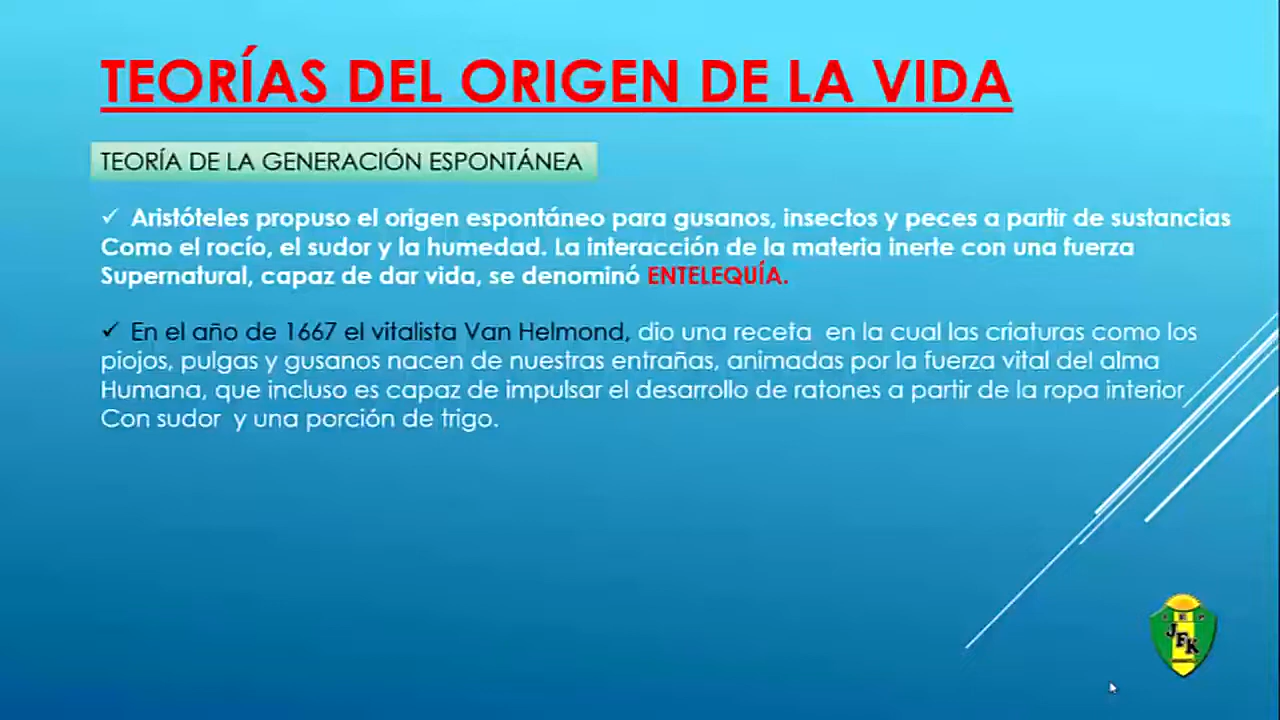 TEORÍAS DEL ORIGEN DE LA VIDA
TEORÍA DE LA GENERACIÓN ESPONTÁNEA
✓ Aristóteles propuso el origen espontáneo para gusanos, insectos y peces a partir de sustancias
Como el rocío, el sudor y la humedad. La interacción de la materia inerte con una fuerza
Supernatural, capaz de dar vida, se denominó ENTELEQUÍA.
✓ En el año de 1667 el vitalista Van Helmond, dio una receta en la cual las criaturas como los
piojos, pulgas y gusanos nacen de nuestras entrañas, animadas por la fuerza vital del alma
Humana, que incluso es capaz de impulsar el desarrollo de ratones a partir de la ropa interior
Con sudor y una porción de trigo.
JFK